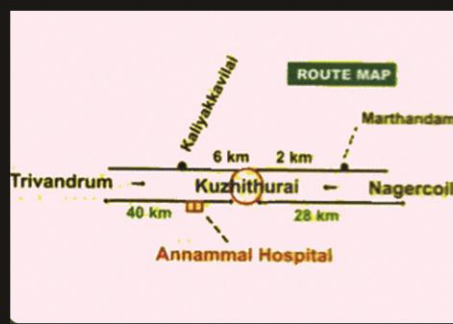 Kaliyakkavilai
ROUTE MAP
Marthandam
6 km 2 km
Trivandrum Kuzhithurai Nagercoil
40 km 28 km
Annammal Hospital